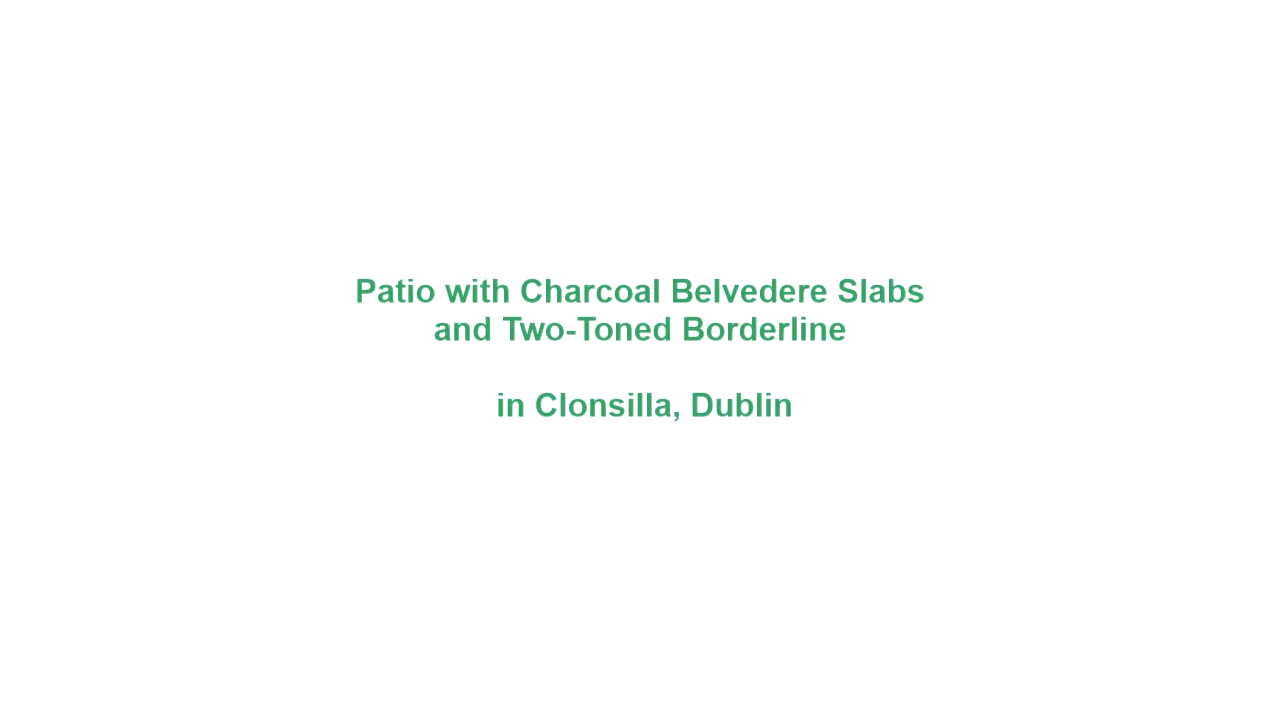 Patio with Charcoal Belvedere Slabs
and Two-Toned Borderline
in Clonsilla, Dublin